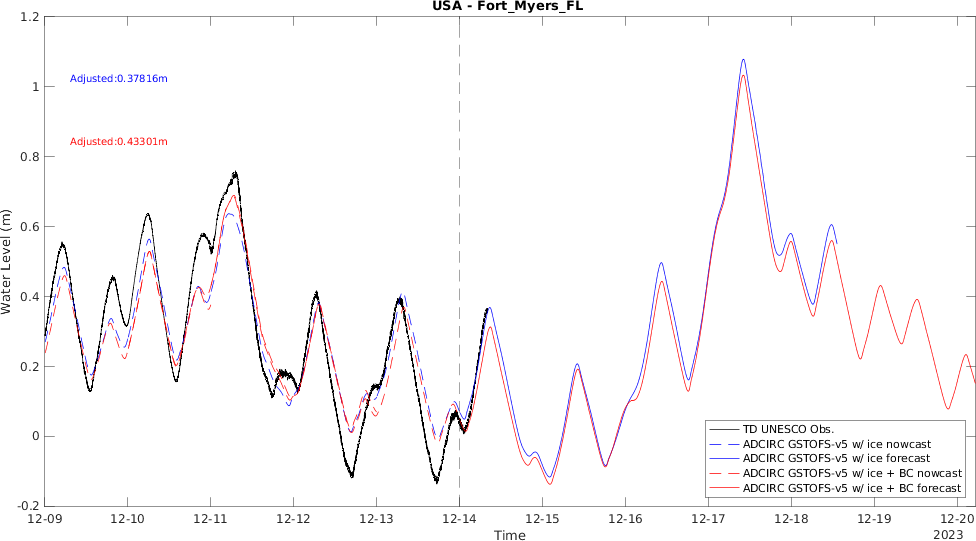 USA - Fort_Myers_FL
1.2
1
0.8
0.6
0.4
0.2
0
-0.2
Water Level (m)
Adjusted:0.37816m
Adjusted:0.43301m
TD UNESCO Obs.
ADCIRC GSTOFS-v5 w/ ice nowcast
ADCIRC GSTOFS-v5 w/ ice forecast
ADCIRC GSTOFS-v5 w/ice + BC nowcast
ADCIRC GSTOFS-v5 w/ice + BC forecast
12-09 12-10 12-11 12-12 12-13 12-14 12-15 12-16 12-17 12-18 12-19 12-20
Time
2023